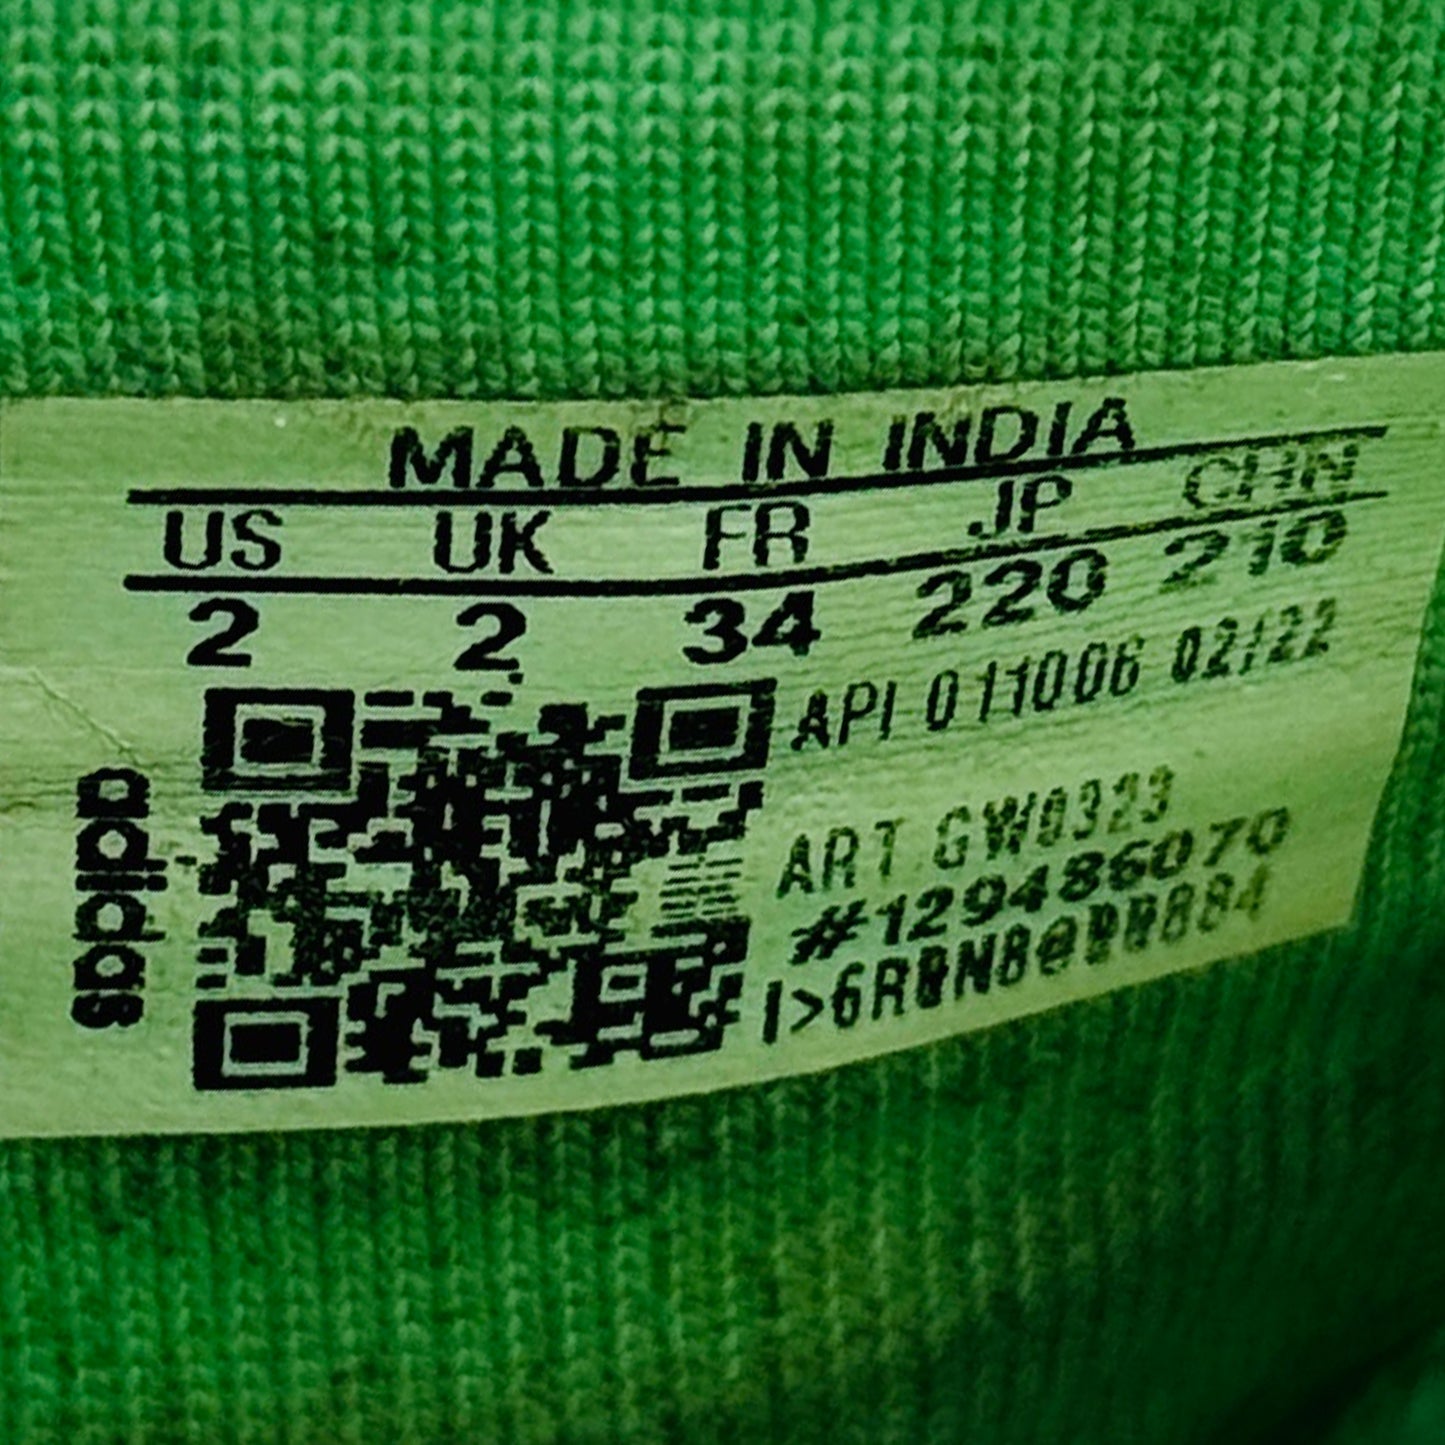 MADE IN INDIA
US UK FR JP CHN
2 2 34 220 210
API 011006 02/22
ART GW0323
#129486070
adidas